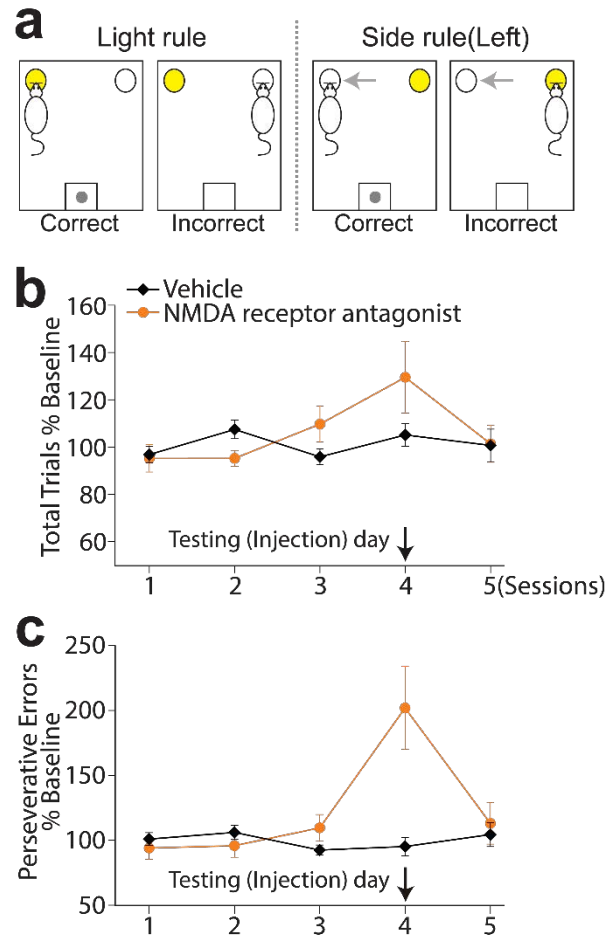 a
Light rule
Side rule(Left)
Correct
Incorrect
Correct
Incorrect
b
Vehicle
NMDA receptor antagonist
Total Trials % Baseline
160
140
120
100
80
60
Testing (Injection) day
1 2 3 4 5(Sessions)
c
Perseverative Errors
% Baseline
250
200
150
100
50
Testing (Injection) day
1 2 3 4 5